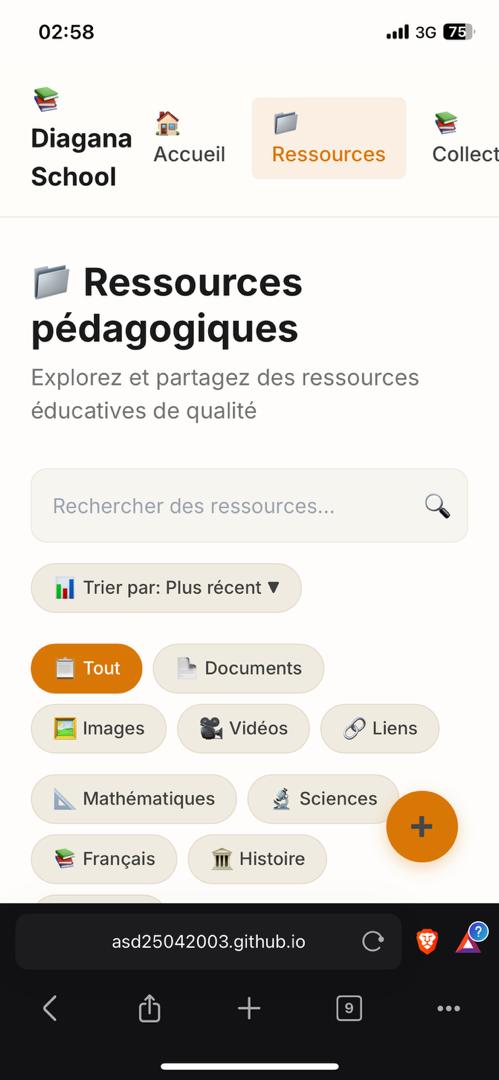 02:58
3G 75
Diagana
School
Accueil
Ressources
Collect
Ressources
pédagogiques
Explorez et partagez des ressources
éducatives de qualité
Rechercher des ressources...
Trier par: Plus récent ▼
Tout
Documents
Images
Vidéos
Liens
Mathématiques
Sciences
+
Français
Histoire
asd25042003.github.io
?
9